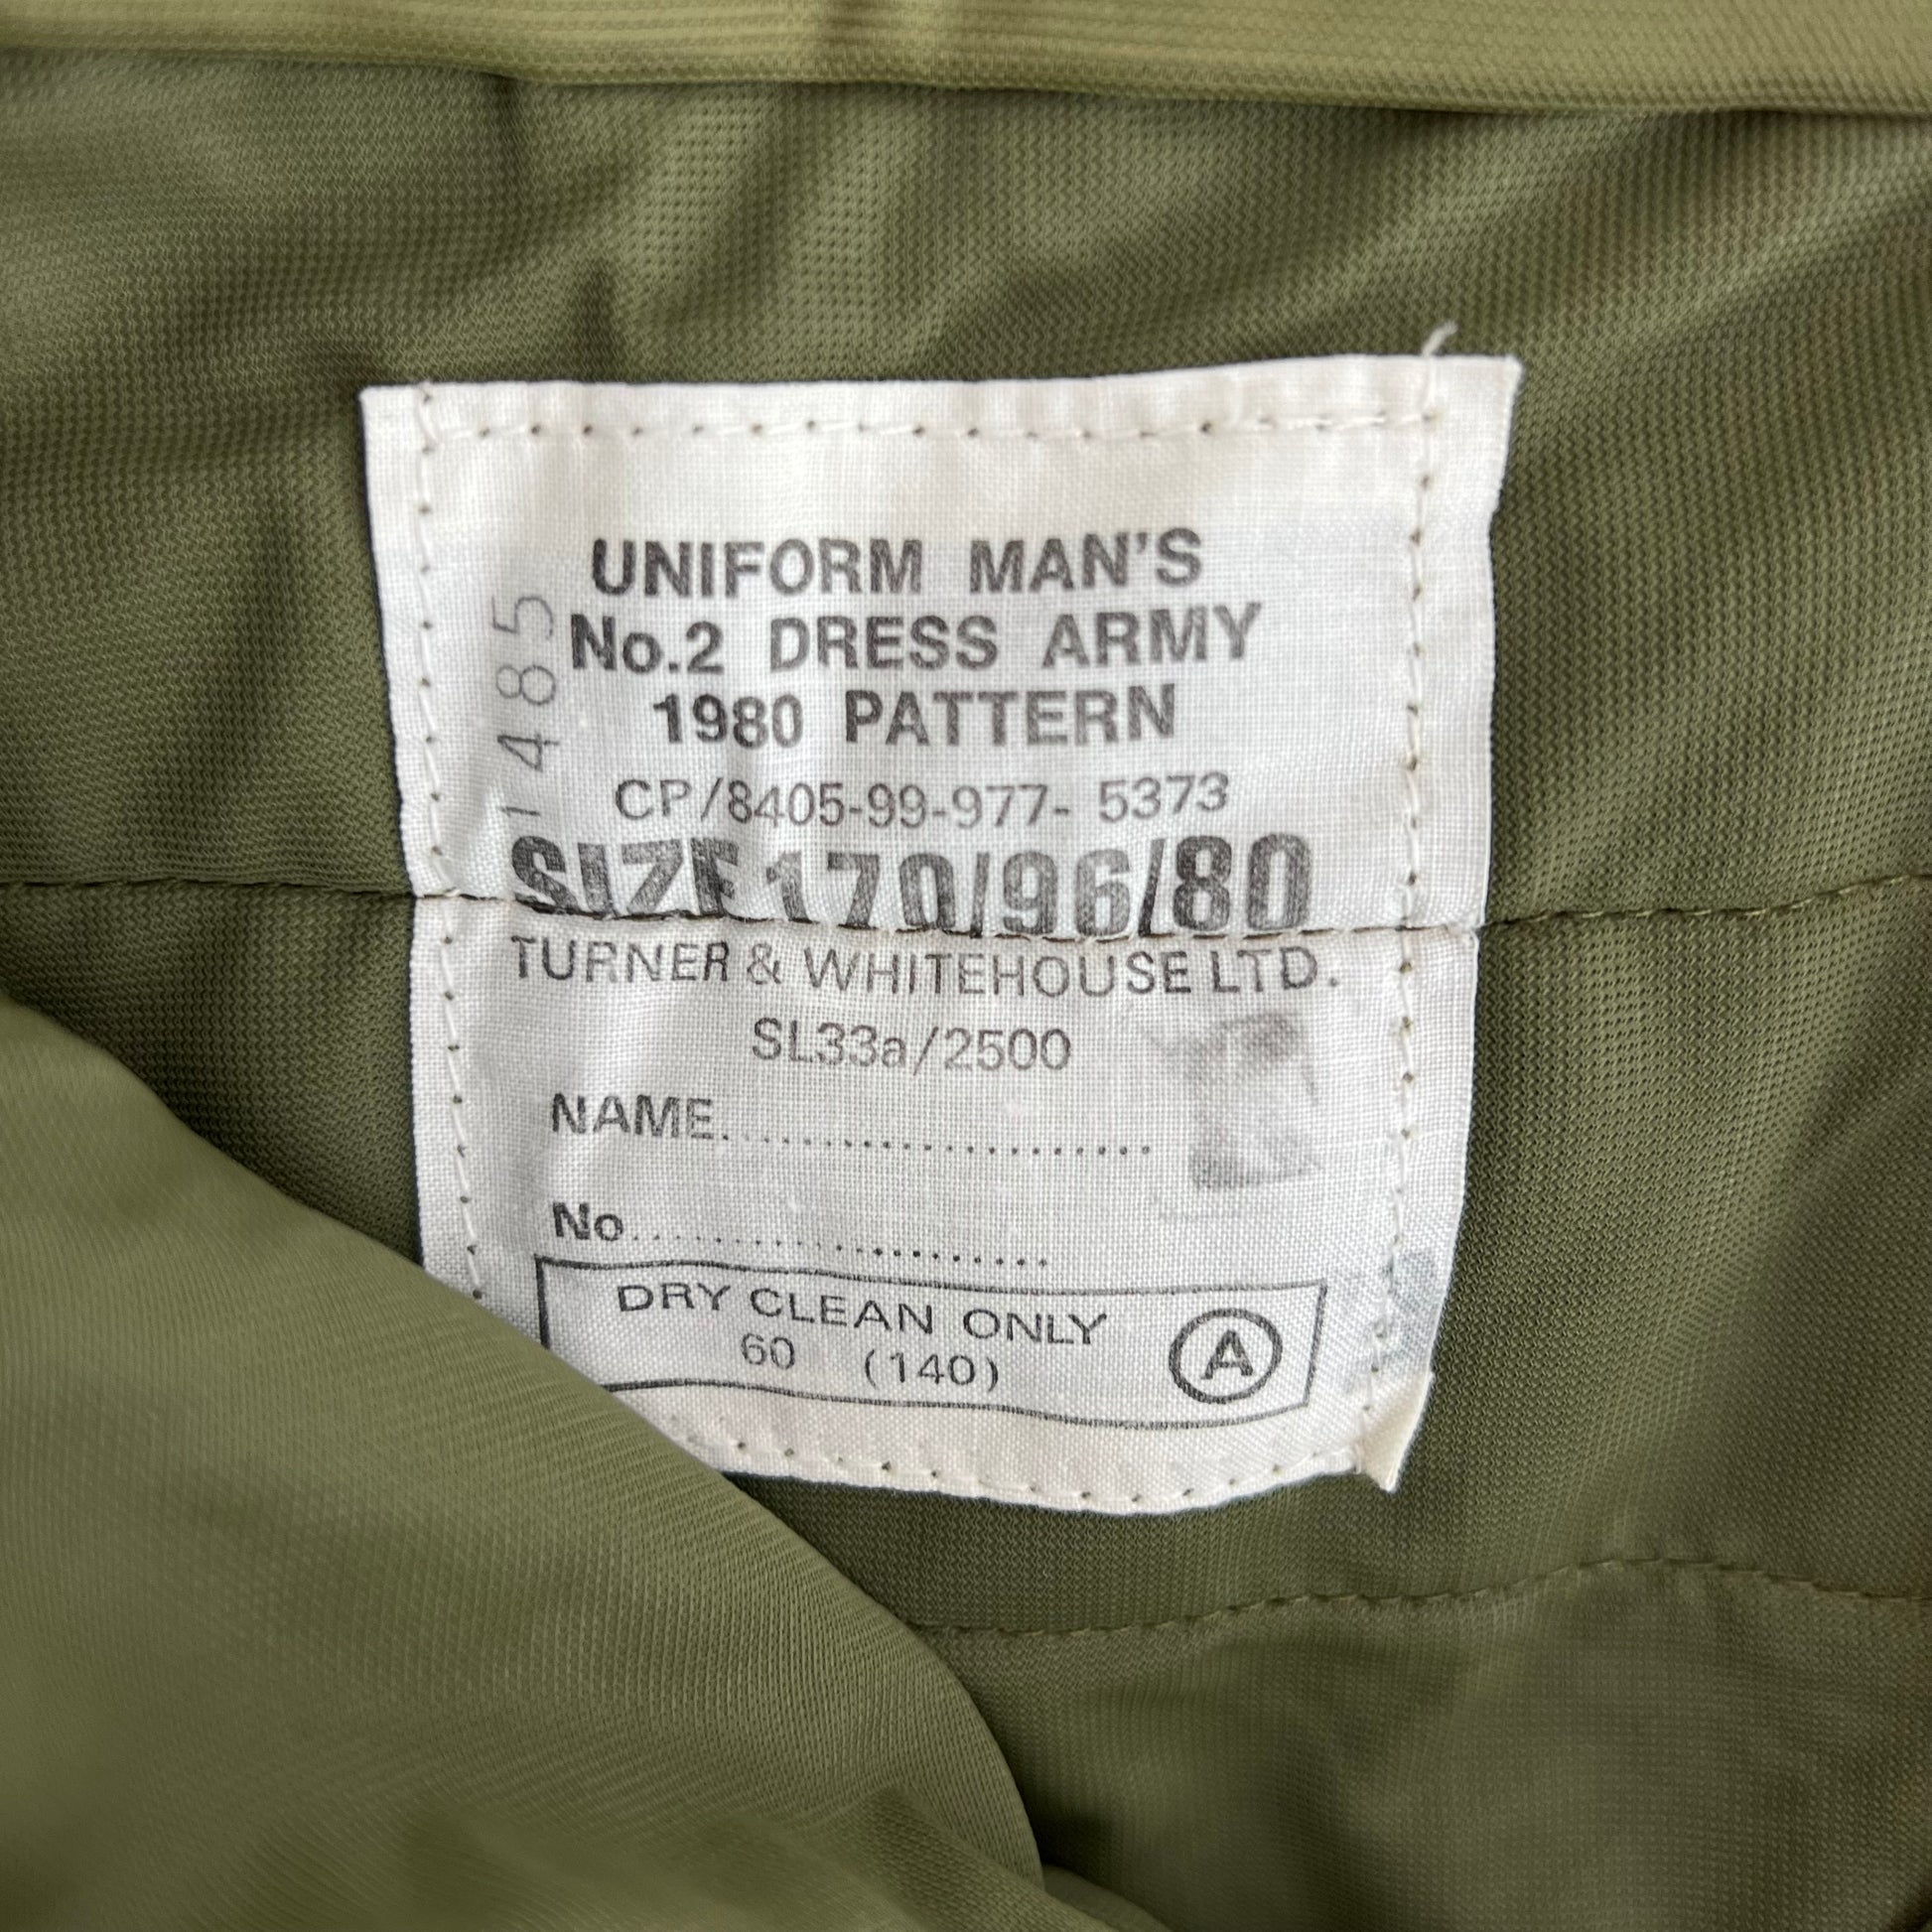 UNIFORM MAN'S
No.2 DRESS ARMY
1980 PATTERN
CP/8405-99-977- 5373
SIZE 170/96/80
TURNER & WHITEHOUSE LTD.
SL33a/2500
NAME......................
No......................
DRY CLEAN ONLY
60 (140)
A
1485